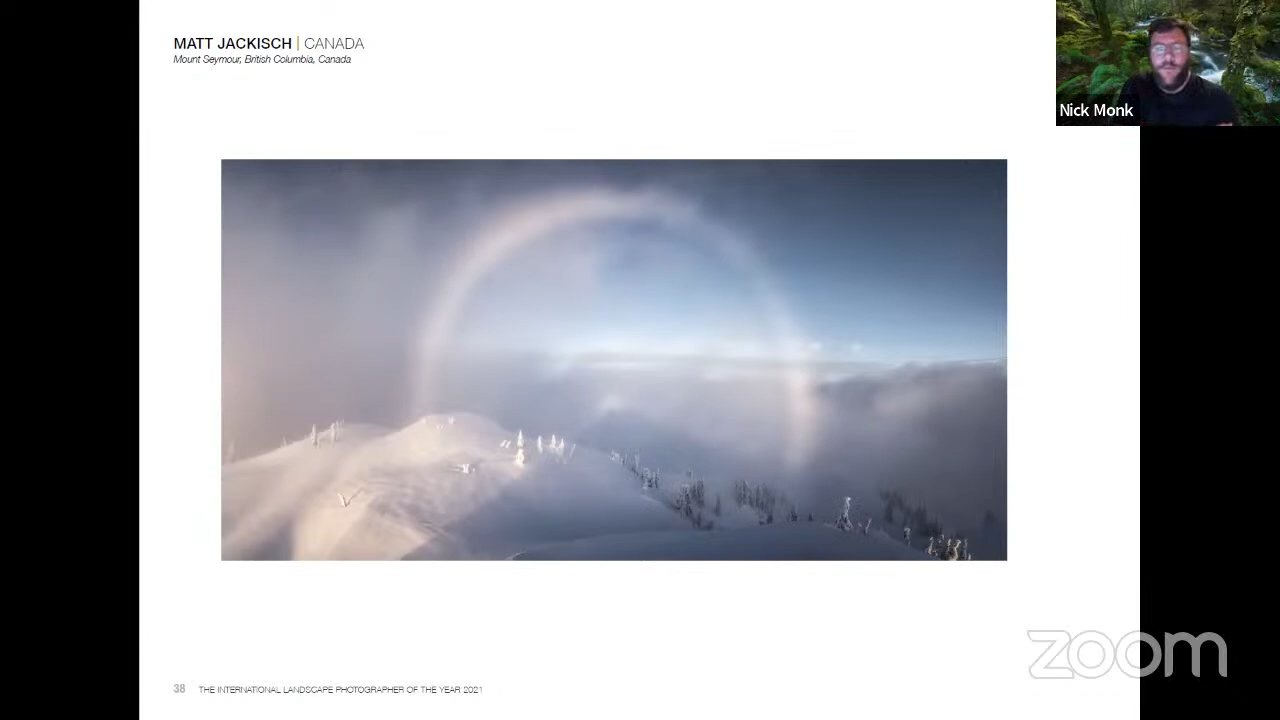 MATT JACKISCH | CANADA
Mount Seymour, British Columbia, Canada
Nick Monk
zoom
38 THE INTERNATIONAL LANDSCAPE PHOTOGRAPHER OF THE YEAR 2021